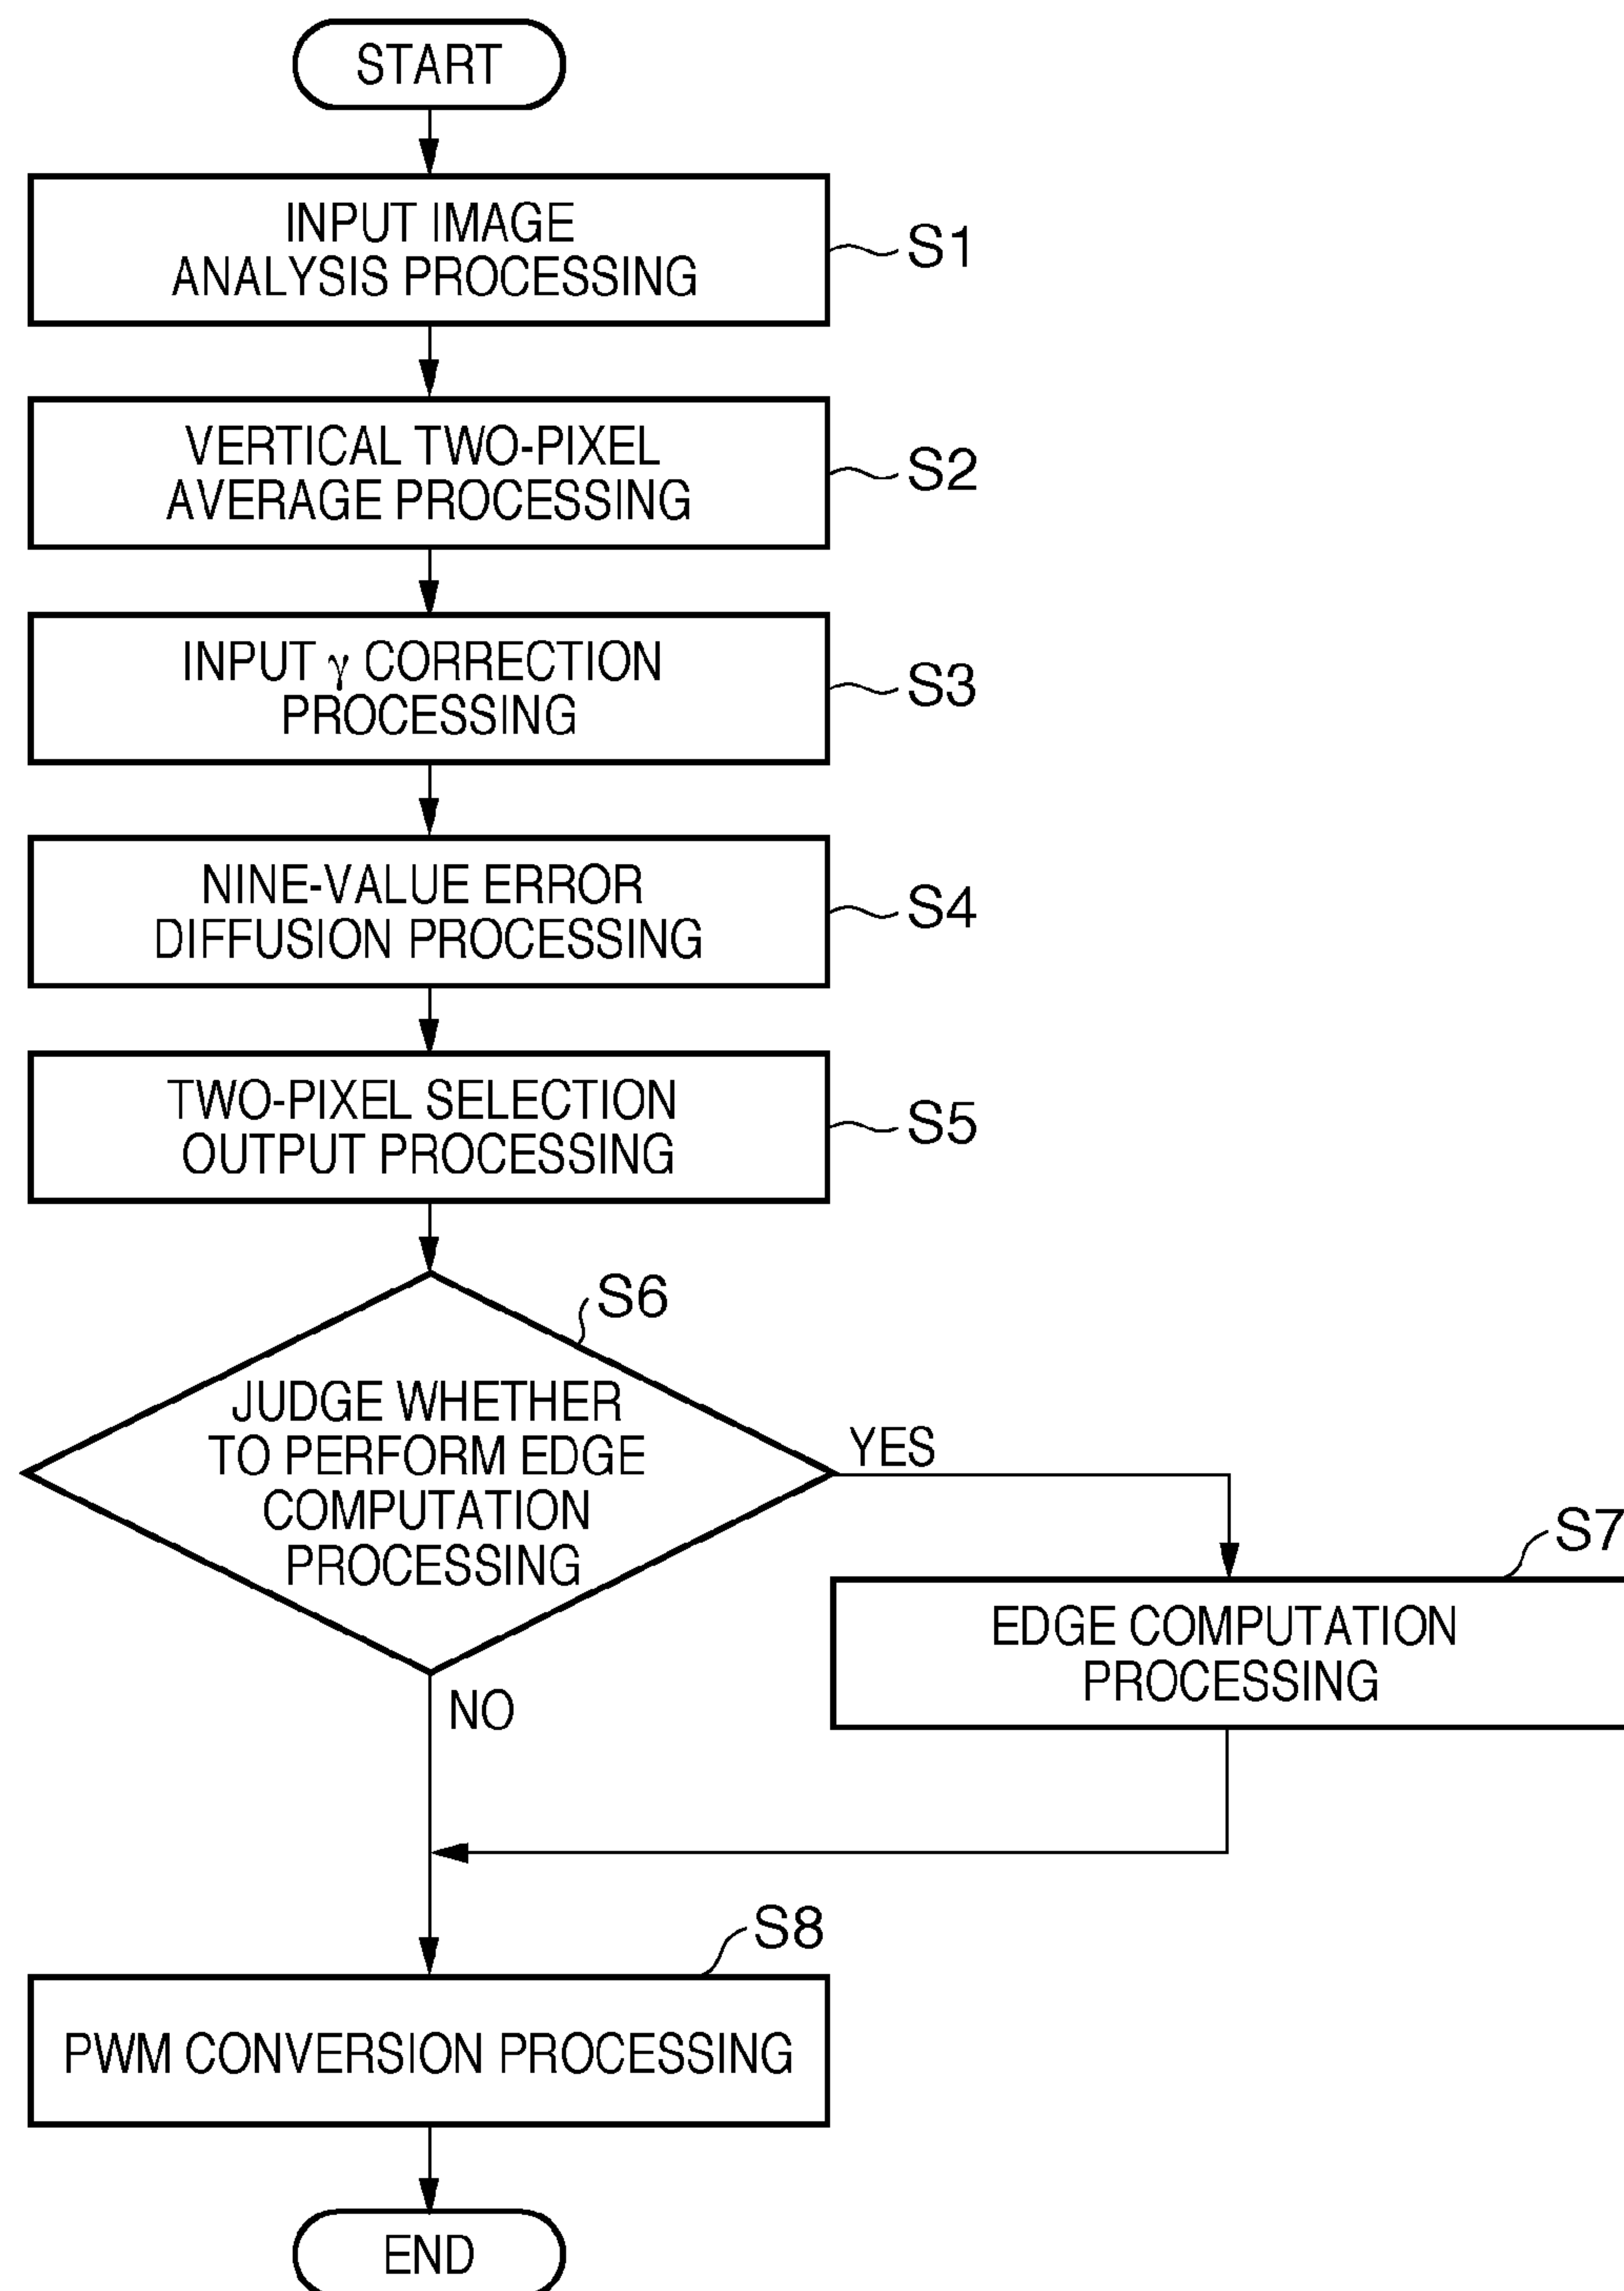 START
INPUT IMAGE
ANALYSIS PROCESSING
S1
VERTICAL TWO-PIXEL
AVERAGE PROCESSING
S2
INPUT γ CORRECTION
PROCESSING
S3
NINE-VALUE ERROR
DIFFUSION PROCESSING
S4
TWO-PIXEL SELECTION
OUTPUT PROCESSING
S5
S6
JUDGE WHETHER
TO PERFORM EDGE
COMPUTATION
PROCESSING
YES
S7
EDGE COMPUTATION
PROCESSING
NO
S8
PWM CONVERSION PROCESSING
END